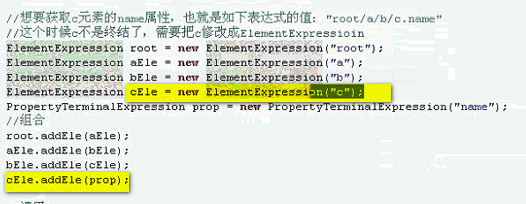 //想要获取c元素的name属性，也就是如下表达式的值："root/a/b/c.name"
//这个时候c不是终结了，需要把c修改成ElementExpressioin
ElementExpression root = new ElementExpression("root");
ElementExpression aEle = new ElementExpression("a");
ElementExpression bEle = new ElementExpression("b");
ElementExpression cEle = new ElementExpression("c");
PropertyTerminalExpression prop = new PropertyTerminalExpression("name");
//组合
root.addEle(aEle);
aEle.addEle(bEle);
bEle.addEle(cEle);
cEle.addEle(prop);